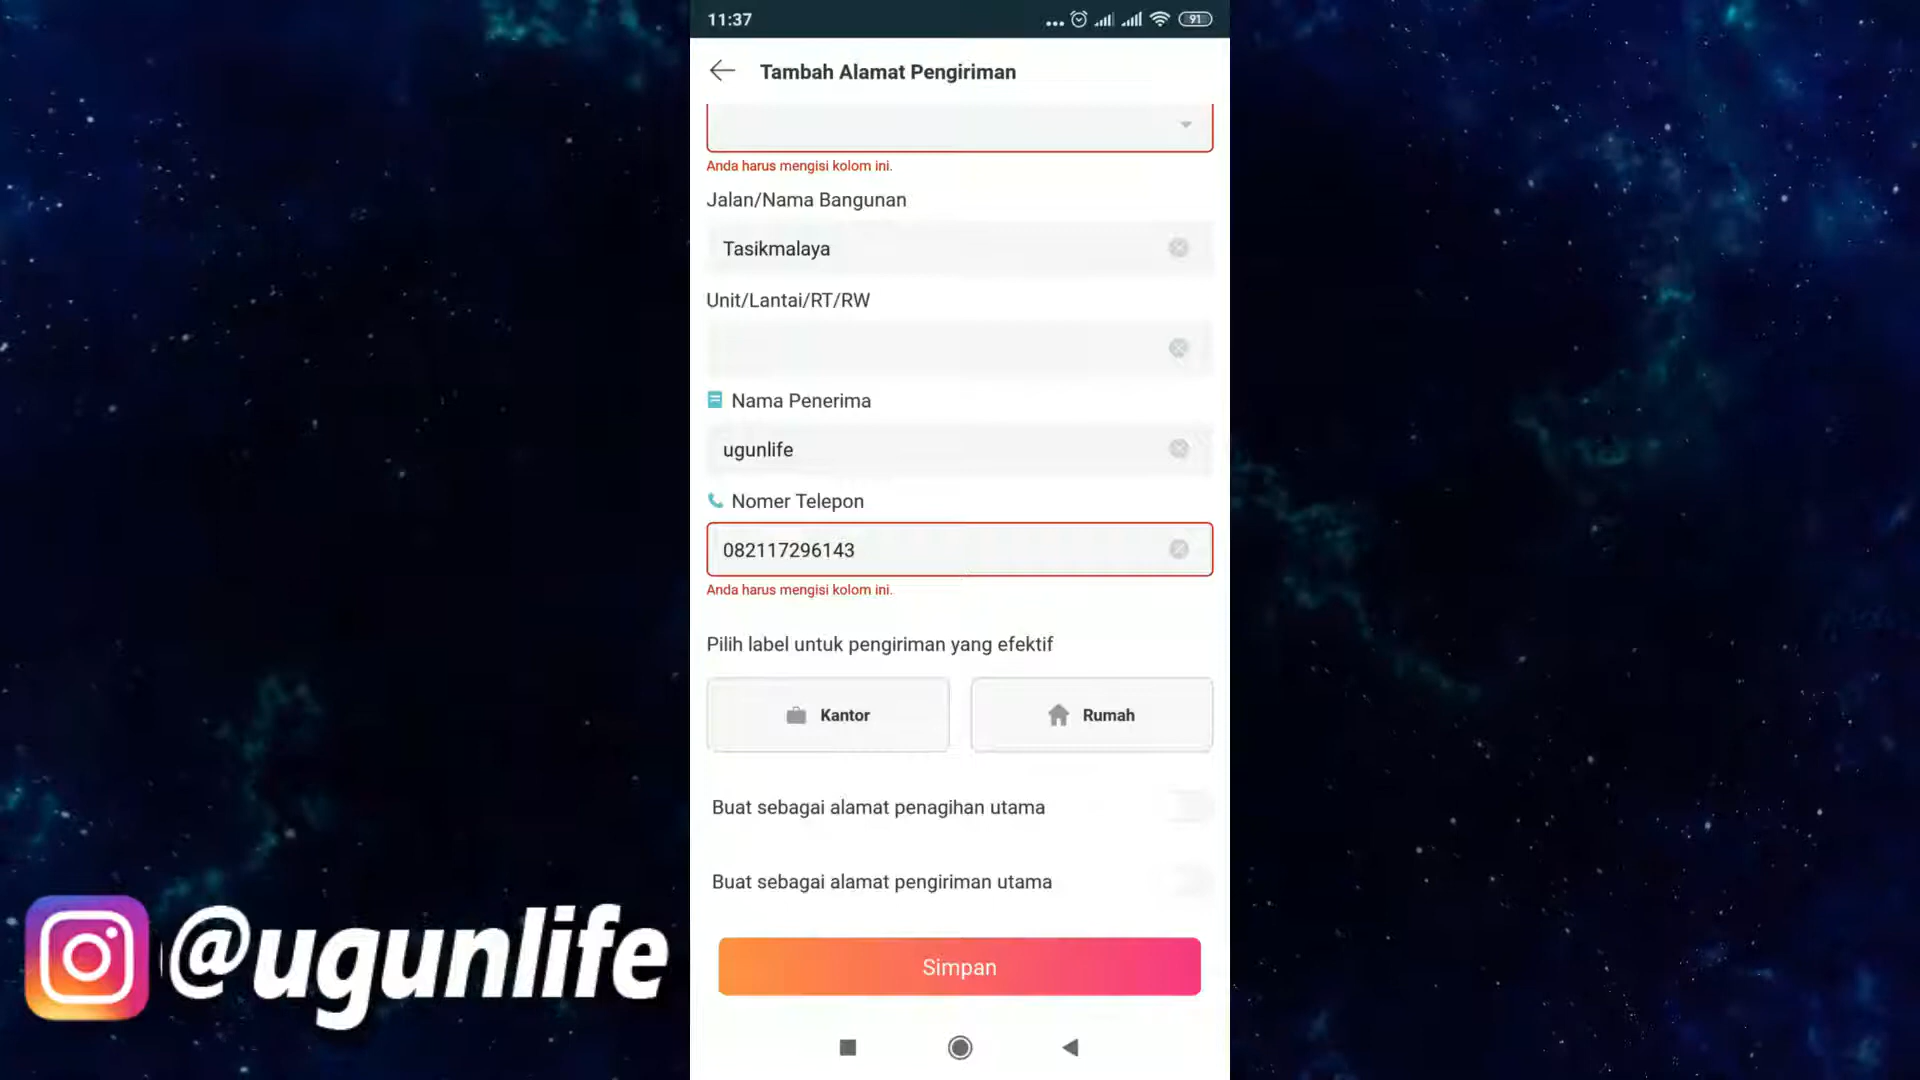 11:37
91
Tambah Alamat Pengiriman
Anda harus mengisi kolom ini.
Jalan/Nama Bangunan
Tasikmalaya
Unit/Lantai/RT/RW
Nama Penerima
ugunlife
Nomer Telepon
082117296143
Anda harus mengisi kolom ini.
Pilih label untuk pengiriman yang efektif
Kantor
Rumah
Buat sebagai alamat penagihan utama
Buat sebagai alamat pengiriman utama
Simpan
@ugunlife